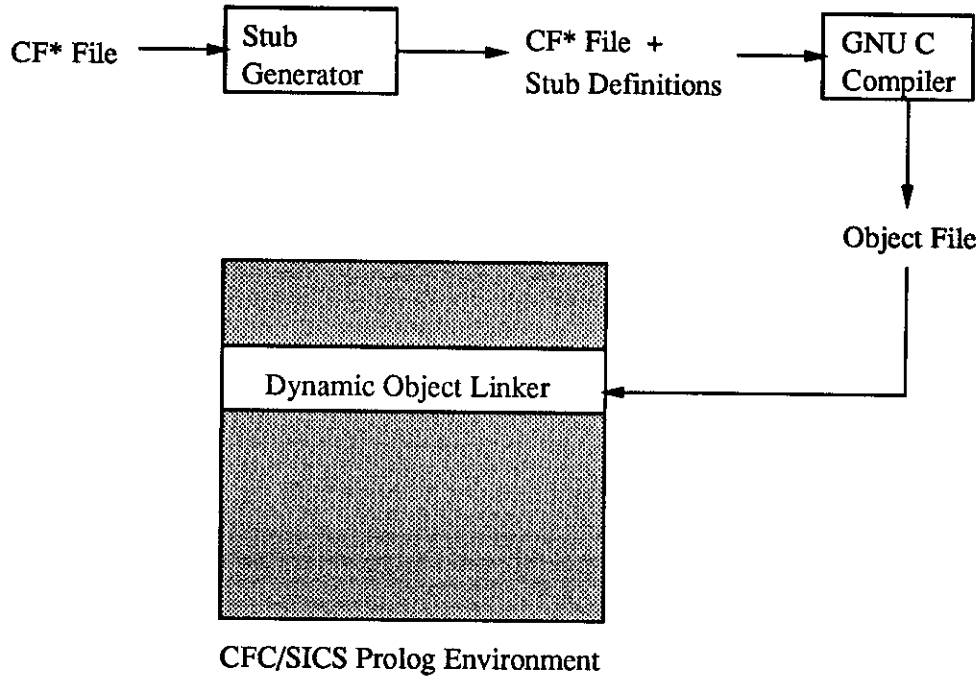 CF* File
Stub
Generator
CF* File +
Stub Definitions
GNU C
Compiler
Object File
Dynamic Object Linker
CFC/SICS Prolog Environment